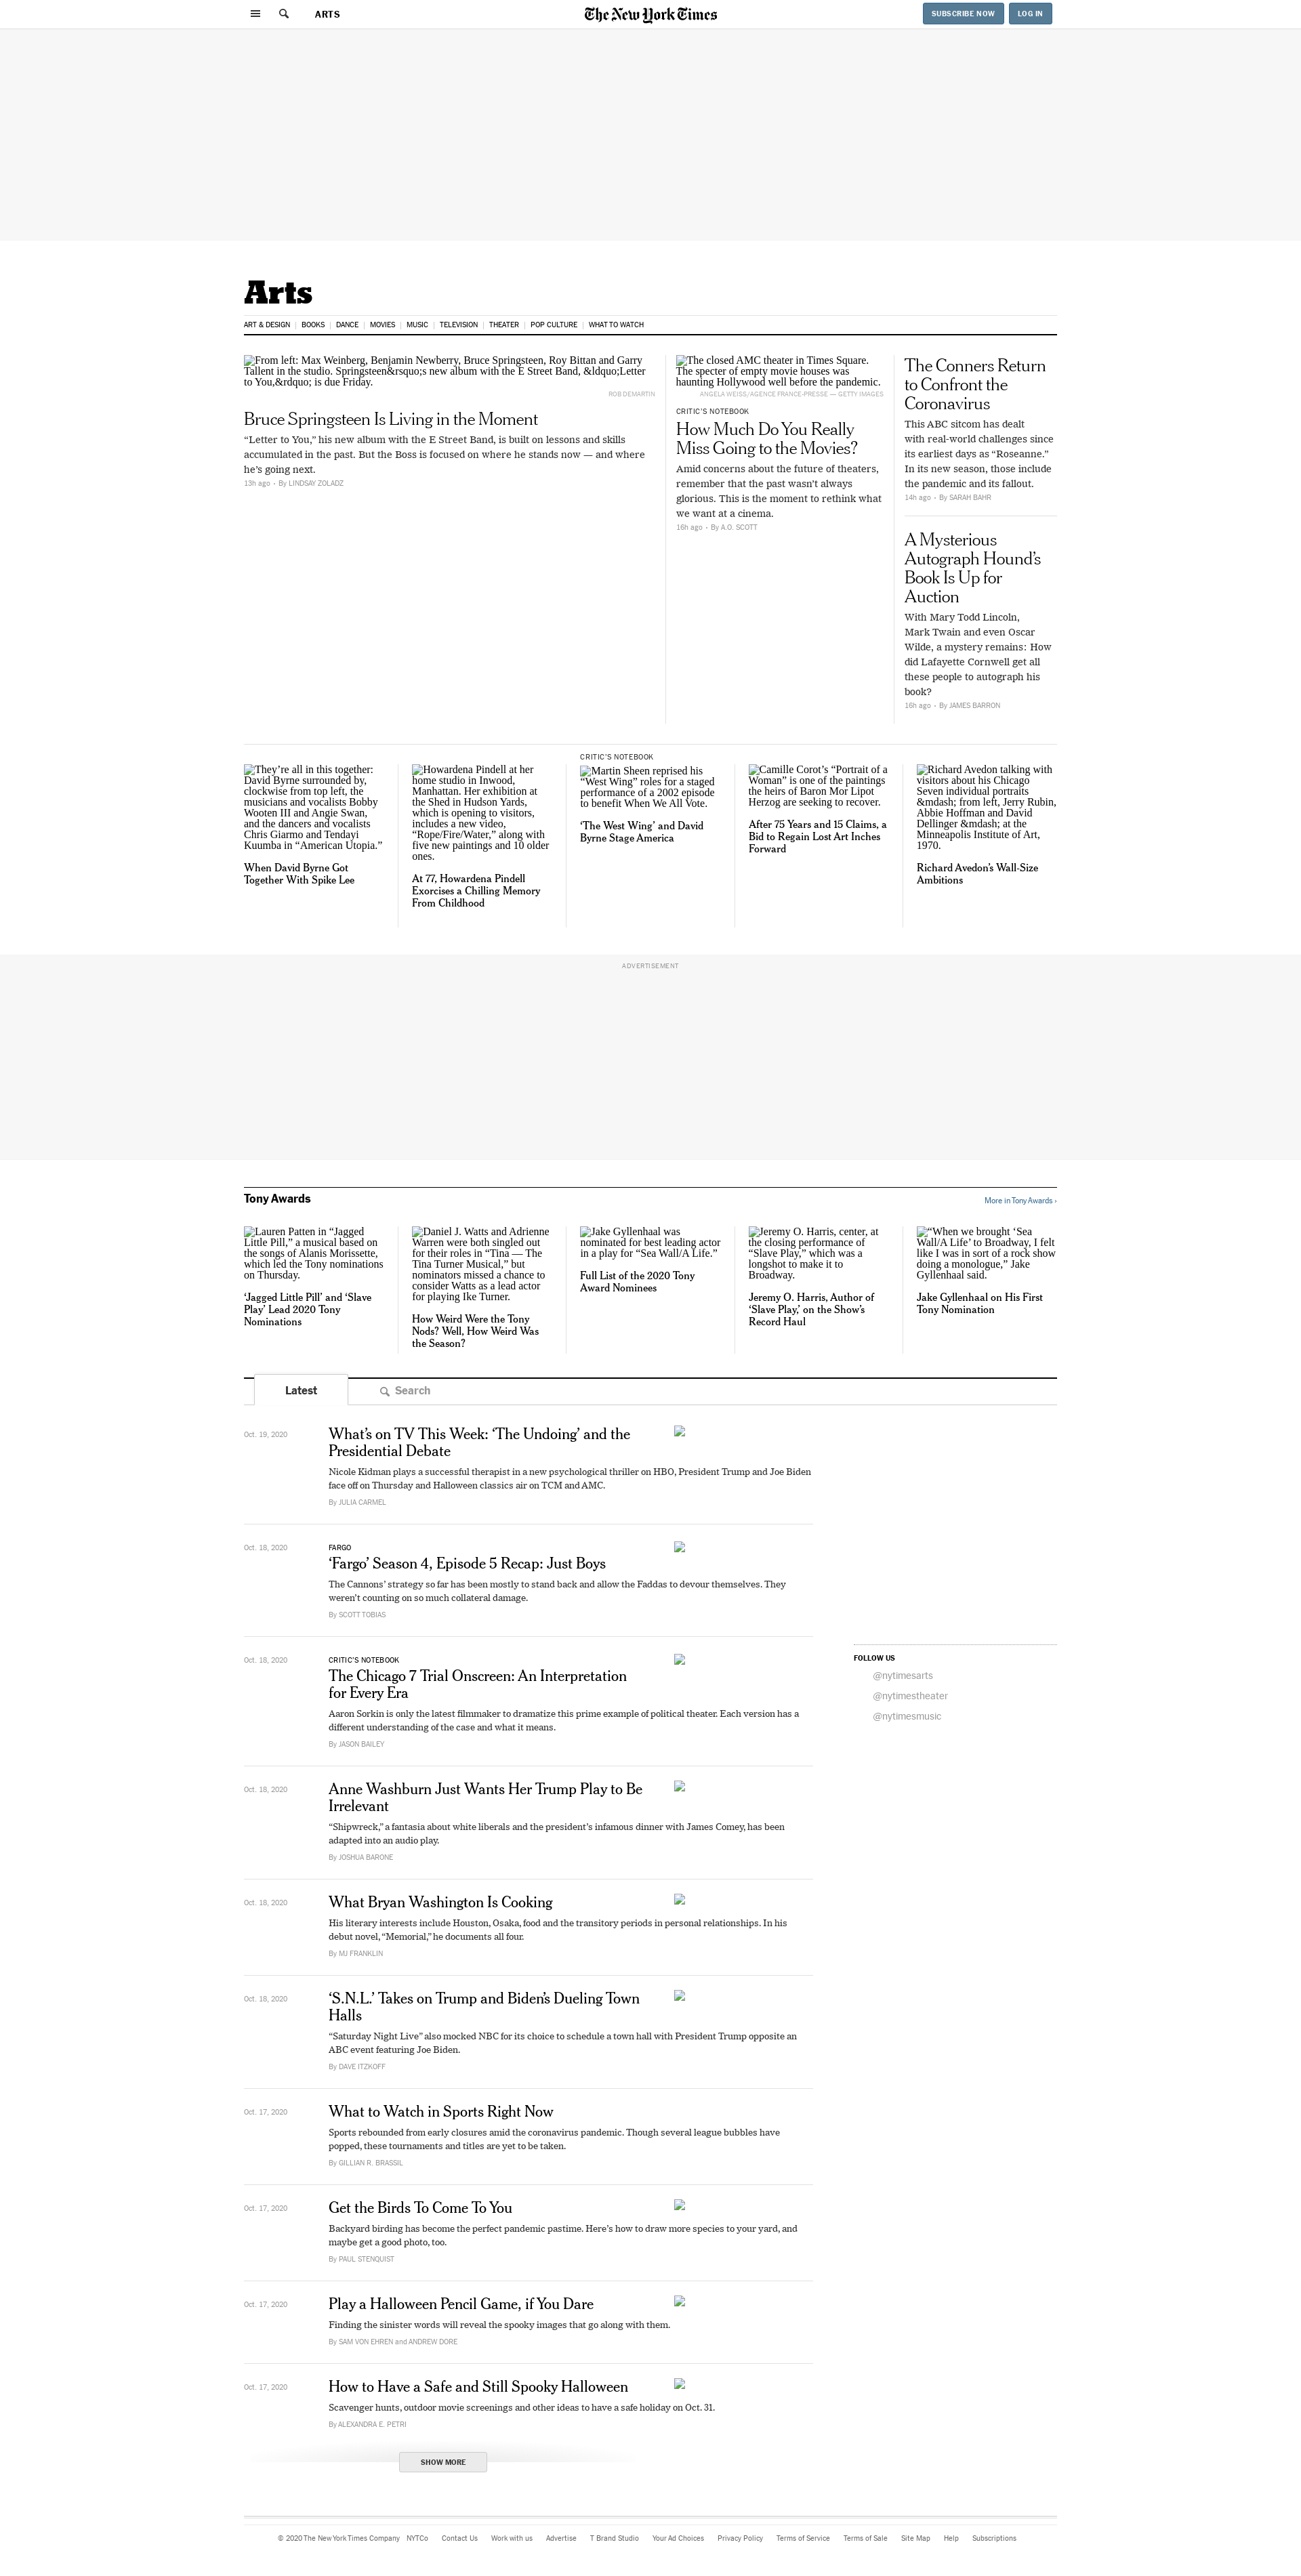 ARTS
The New York Times
SUBSCRIBE NOW
LOG IN
Arts
ART & DESIGN
BOOKS
DANCE
MOVIES
MUSIC
TELEVISION
THEATER
POP CULTURE
WHAT TO WATCH
From left: Max Weinberg, Benjamin Newberry, Bruce Springsteen, Roy Bittan and Garry
Tallent in the studio. Springsteen&rsquo;s new album with the E Street Band, &ldquo;Letter
to You,&rdquo; is due Friday.
ROB DEMARTIN
Bruce Springsteen Is Living in the Moment
“Letter to You,” his new album with the E Street Band, is built on lessons and skills
accumulated in the past. But the Boss is focused on where he stands now — and where
he’s going next.
13h ago • By LINDSAY ZOLADZ
The closed AMC theater in Times Square.
The specter of empty movie houses was
haunting Hollywood well before the pandemic.
ANGELA WEISS/AGENCE FRANCE-PRESSE — GETTY IMAGES
CRITIC’S NOTEBOOK
How Much Do You Really
Miss Going to the Movies?
Amid concerns about the future of theaters,
remember that the past wasn’t always
glorious. This is the moment to rethink what
we want at a cinema.
16h ago • By A.O. SCOTT
The Conners Return
to Confront the
Coronavirus
This ABC sitcom has dealt
with real-world challenges since
its earliest days as “Roseanne.”
In its new season, those include
the pandemic and its fallout.
14h ago • By SARAH BAHR
A Mysterious
Autograph Hound’s
Book Is Up for
Auction
With Mary Todd Lincoln,
Mark Twain and even Oscar
Wilde, a mystery remains: How
did Lafayette Cornwell get all
these people to autograph his
book?
16h ago • By JAMES BARRON
They’re all in this together:
David Byrne surrounded by,
clockwise from top left, the
musicians and vocalists Bobby
Wooten III and Angie Swan,
and the dancers and vocalists
Chris Giarmo and Tendayi
Kuumba in “American Utopia.”
When David Byrne Got
Together With Spike Lee
Howardena Pindell at her
home studio in Inwood,
Manhattan. Her exhibition at
the Shed in Hudson Yards,
which is opening to visitors,
includes a new video,
“Rope/Fire/Water,” along with
five new paintings and 10 older
ones.
At 77, Howardena Pindell
Exorcises a Chilling Memory
From Childhood
CRITIC’S NOTEBOOK
Martin Sheen reprised his
“West Wing” roles for a staged
performance of a 2002 episode
to benefit When We All Vote.
‘The West Wing’ and David
Byrne Stage America
Camille Corot’s “Portrait of a
Woman” is one of the paintings
the heirs of Baron Mor Lipot
Herzog are seeking to recover.
After 75 Years and 15 Claims, a
Bid to Regain Lost Art Inches
Forward
Richard Avedon talking with
visitors about his Chicago
Seven individual portraits
&mdash; from left, Jerry Rubin,
Abbie Hoffman and David
Dellinger &mdash; at the
Minneapolis Institute of Art,
1970.
Richard Avedon’s Wall-Size
Ambitions
ADVERTISEMENT
Tony Awards
More in Tony Awards ›
Lauren Patten in “Jagged
Little Pill,” a musical based on
the songs of Alanis Morissette,
which led the Tony nominations
on Thursday.
‘Jagged Little Pill’ and ‘Slave
Play’ Lead 2020 Tony
Nominations
Daniel J. Watts and Adrienne
Warren were both singled out
for their roles in “Tina — The
Tina Turner Musical,” but
nominators missed a chance to
consider Watts as a lead actor
for playing Ike Turner.
How Weird Were the Tony
Nods? Well, How Weird Was
the Season?
Jake Gyllenhaal was
nominated for best leading actor
in a play for “Sea Wall/A Life.”
Full List of the 2020 Tony
Award Nominees
Jeremy O. Harris, center, at
the closing performance of
“Slave Play,” which was a
longshot to make it to
Broadway.
Jeremy O. Harris, Author of
‘Slave Play,’ on the Show’s
Record Haul
“When we brought ‘Sea
Wall/A Life’ to Broadway, I felt
like I was in sort of a rock show
doing a monologue,” Jake
Gyllenhaal said.
Jake Gyllenhaal on His First
Tony Nomination
Latest
Search
Oct. 19, 2020
What’s on TV This Week: ‘The Undoing’ and the
Presidential Debate
Nicole Kidman plays a successful therapist in a new psychological thriller on HBO, President Trump and Joe Biden
face off on Thursday and Halloween classics air on TCM and AMC.
By JULIA CARMEL
Oct. 18, 2020
FARGO
‘Fargo’ Season 4, Episode 5 Recap: Just Boys
The Cannons’ strategy so far has been mostly to stand back and allow the Faddas to devour themselves. They
weren’t counting on so much collateral damage.
By SCOTT TOBIAS
Oct. 18, 2020
CRITIC’S NOTEBOOK
The Chicago 7 Trial Onscreen: An Interpretation
for Every Era
Aaron Sorkin is only the latest filmmaker to dramatize this prime example of political theater. Each version has a
different understanding of the case and what it means.
By JASON BAILEY
FOLLOW US
@nytimesarts
@nytimestheater
@nytimesmusic
Oct. 18, 2020
Anne Washburn Just Wants Her Trump Play to Be
Irrelevant
“Shipwreck,” a fantasia about white liberals and the president’s infamous dinner with James Comey, has been
adapted into an audio play.
By JOSHUA BARONE
Oct. 18, 2020
What Bryan Washington Is Cooking
His literary interests include Houston, Osaka, food and the transitory periods in personal relationships. In his
debut novel, “Memorial,” he documents all four.
By MJ FRANKLIN
Oct. 18, 2020
‘S.N.L.’ Takes on Trump and Biden’s Dueling Town
Halls
“Saturday Night Live” also mocked NBC for its choice to schedule a town hall with President Trump opposite an
ABC event featuring Joe Biden.
By DAVE ITZKOFF
Oct. 17, 2020
What to Watch in Sports Right Now
Sports rebounded from early closures amid the coronavirus pandemic. Though several league bubbles have
popped, these tournaments and titles are yet to be taken.
By GILLIAN R. BRASSIL
Oct. 17, 2020
Get the Birds To Come To You
Backyard birding has become the perfect pandemic pastime. Here’s how to draw more species to your yard, and
maybe get a good photo, too.
By PAUL STENQUIST
Oct. 17, 2020
Play a Halloween Pencil Game, if You Dare
Finding the sinister words will reveal the spooky images that go along with them.
By SAM VON EHREN and ANDREW DORE
Oct. 17, 2020
How to Have a Safe and Still Spooky Halloween
Scavenger hunts, outdoor movie screenings and other ideas to have a safe holiday on Oct. 31.
By ALEXANDRA E. PETRI
SHOW MORE
© 2020 The New York Times Company NYTCo Contact Us Work with us Advertise T Brand Studio Your Ad Choices Privacy Policy Terms of Service Terms of Sale Site Map Help Subscriptions